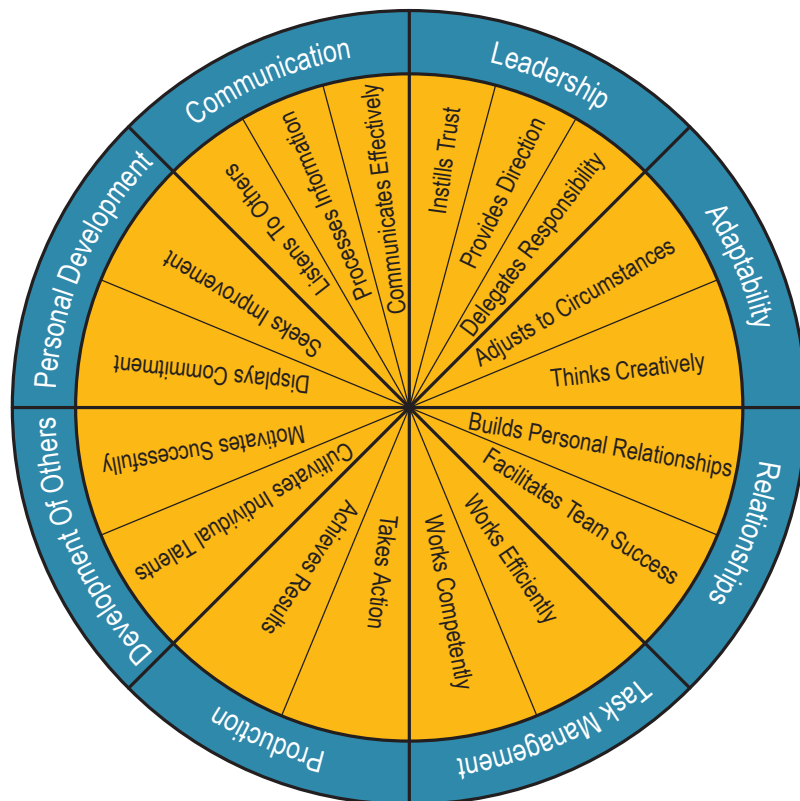 Leadership
Instills Trust
Provides Direction
Delegates Responsibility
Adaptability
Adjusts to Circumstances
Thinks Creatively
Relationships
Builds Personal Relationships
Facilitates Team Success
Task Management
Works Efficiently
Works Competently
Production
Takes Action
Achieves Results
Development Of Others
Cultivates Individual Talents
Motivates Successfully
Personal Development
Displays Commitment
Seeks Improvement
Communication
Listens To Others
Processes Information
Communicates Effectively